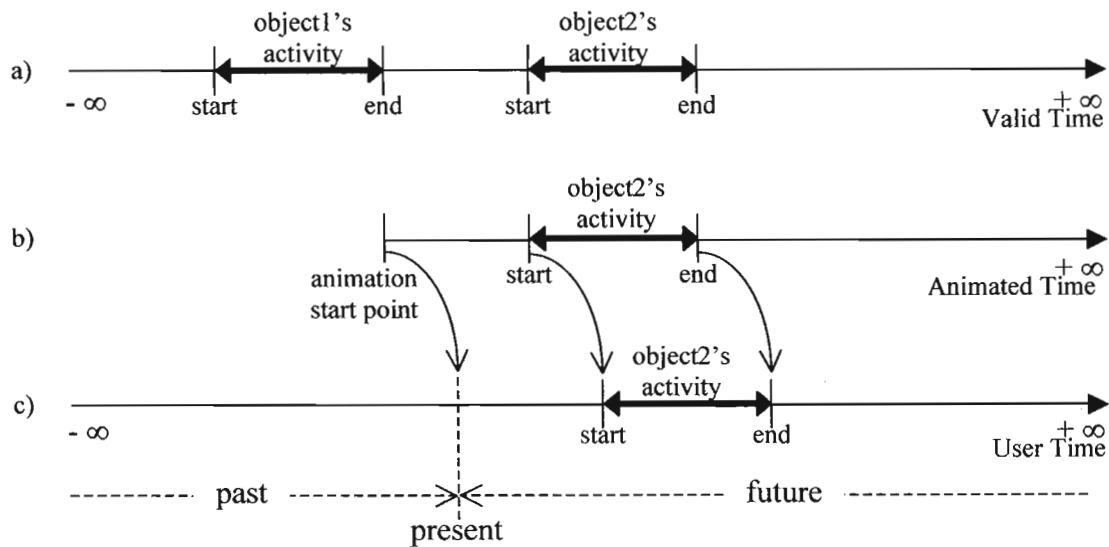 object1's
activity
object2's
activity
a)
- ∞
start
end
start
end
+ ∞
Valid Time
object2's
activity
b)
animation
start point
start
end
+ ∞
Animated Time
object2's
activity
c)
- ∞
start
end
+ ∞
User Time
past
future
present